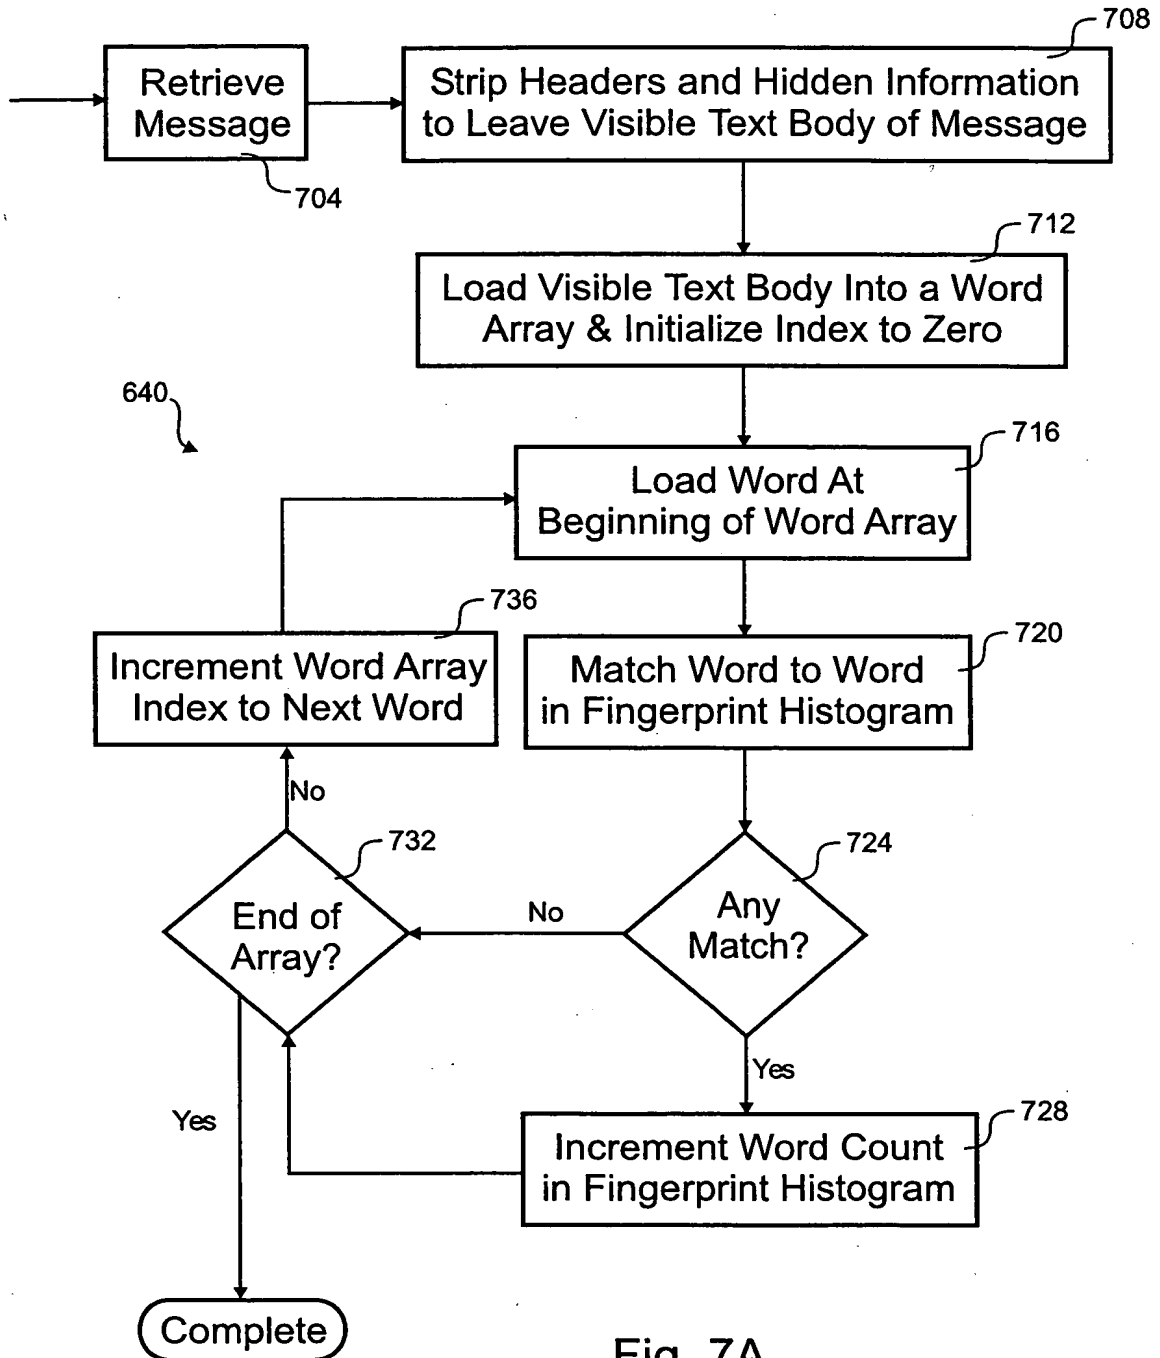 708
Retrieve
Message
Strip Headers and Hidden Information
to Leave Visible Text Body of Message
704
712
Load Visible Text Body Into a Word
Array & Initialize Index to Zero
640
716
Load Word At
Beginning of Word Array
736
Increment Word Array
Index to Next Word
720
Match Word to Word
in Fingerprint Histogram
No
732
End of
Array?
No
724
Any
Match?
Yes
Yes
728
Increment Word Count
in Fingerprint Histogram
Complete
Fig. 7A